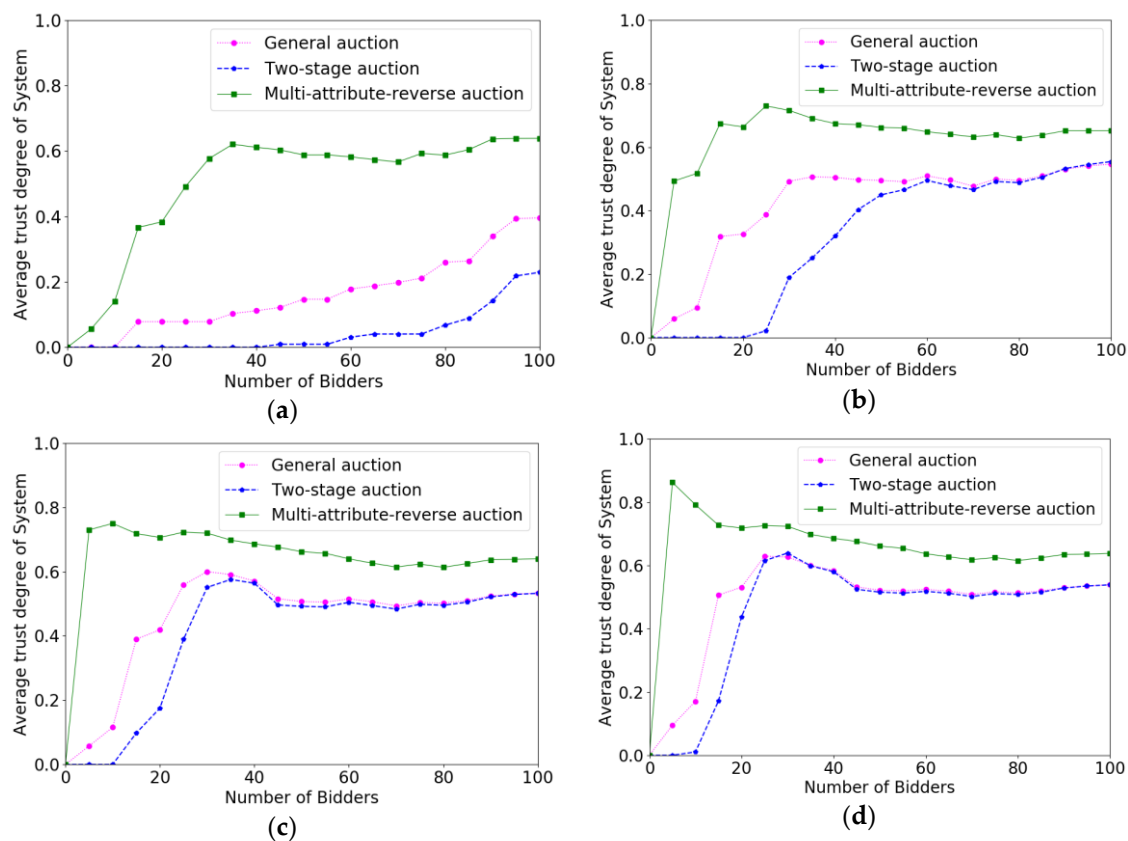 1.0
0.8
0.6
0.4
0.2
0.0
Average trust degree of System
General auction
Two-stage auction
Multi-attribute-reverse auction
0 20 40 60 80 100
Number of Bidders
(a)
1.0
0.8
0.6
0.4
0.2
0.0
Average trust degree of System
General auction
Two-stage auction
Multi-attribute-reverse auction
0 20 40 60 80 100
Number of Bidders
(b)
1.0
0.8
0.6
0.4
0.2
0.0
Average trust degree of System
General auction
Two-stage auction
Multi-attribute-reverse auction
0 20 40 60 80 100
Number of Bidders
(c)
1.0
0.8
0.6
0.4
0.2
0.0
Average trust degree of System
General auction
Two-stage auction
Multi-attribute-reverse auction
0 20 40 60 80 100
Number of Bidders
(d)